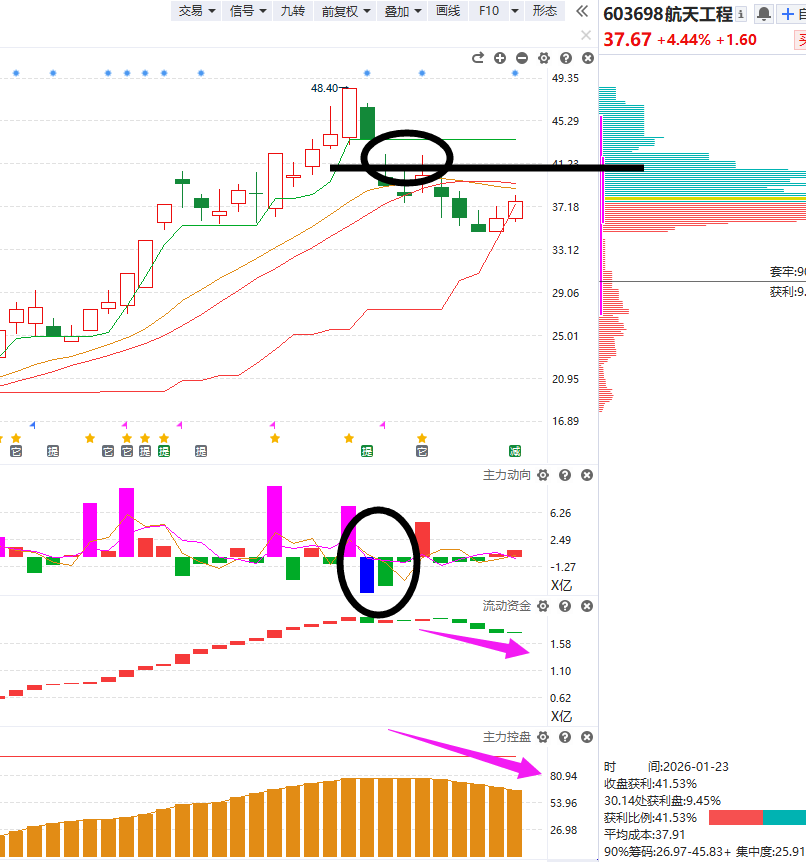 交易 信号 九转 前复权 叠加 画线 F10 形态
603698航天工程
37.67 +4.44% +1.60
48.40
49.35
45.29
41.23
37.18
33.12
29.06
25.01
20.95
16.89
套牢:90
获利:9.
主力动向
6.26
2.49
-1.27
X亿
流动资金
1.58
1.10
0.62
X亿
主力控盘
80.94
53.96
26.98
时 间:2026-01-23
收盘获利:41.53%
30.14处获利盘:9.45%
获利比例:41.53%
平均成本:37.91
90%筹码:26.97-45.83+ 集中度:25.91